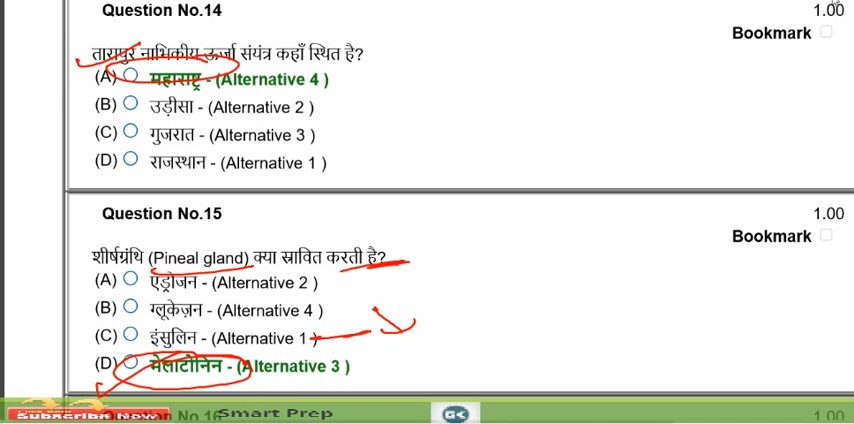 Question No.14
1.00
Bookmark
तारापुर नाभिकीय ऊर्जा संयंत्र कहाँ स्थित है?
(A) महाराष्ट्र - (Alternative 4 )
(B) उड़ीसा - (Alternative 2 )
(C) गुजरात - (Alternative 3 )
(D) राजस्थान - (Alternative 1 )
Question No.15
1.00
Bookmark
शीर्षग्रंथि (Pineal gland) क्या स्रावित करती है?
(A) एंड्रोजन - (Alternative 2 )
(B) ग्लूकेज़न - (Alternative 4 )
(C) इंसुलिन - (Alternative 1 )
(D) मेलाटोनिन - (Alternative 3 )
Subscribe Now
Smart Prep
GK
1.00